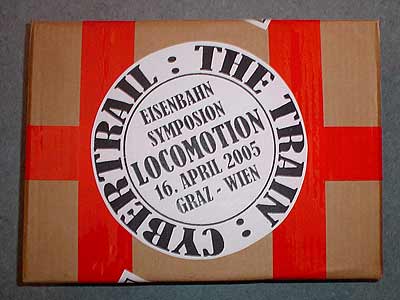 CYBERTRAIL : THE TRAIN :
EISENBAHN
SYMPOSION
LOCOMOTION
16. APRIL 2005
GRAZ - WIEN